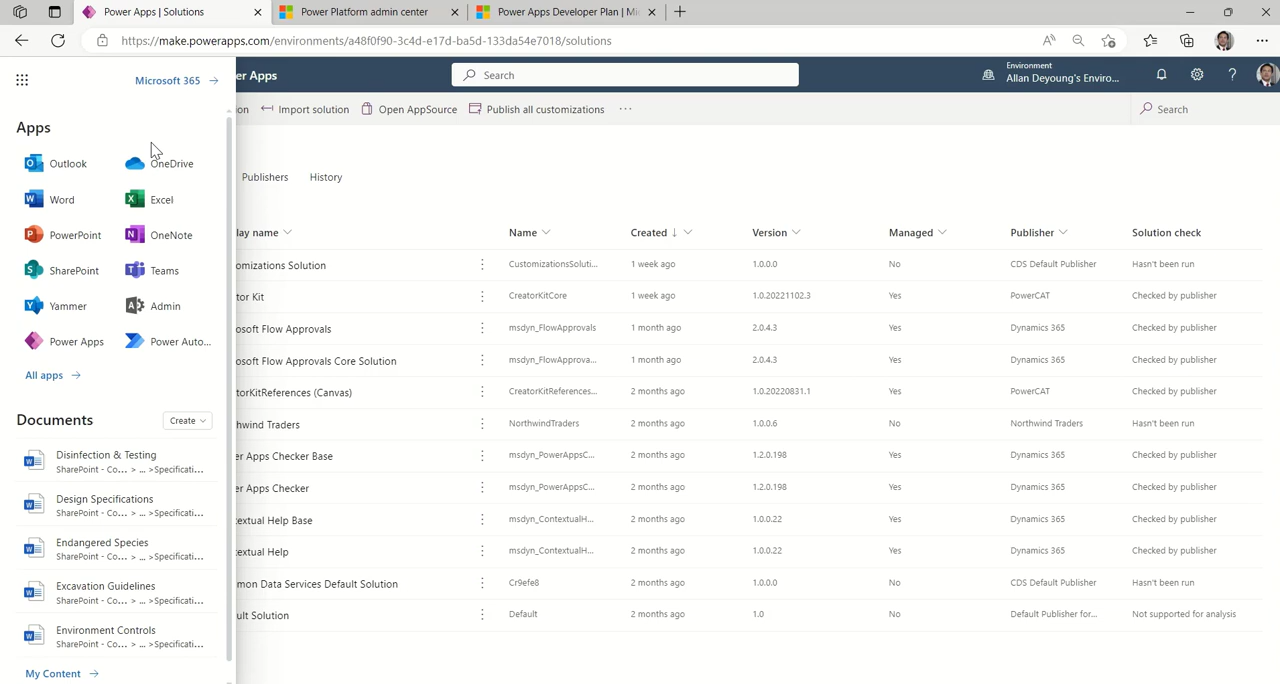 Power Apps | Solutions
Power Platform admin center
Power Apps Developer Plan | Mi
https://make.powerapps.com/environments/a48f0f90-3c4d-e17d-ba5d-133da54e7018/solutions
Microsoft 365
er Apps
Search
Environment
Allan Deyoung's Enviro...
on
Import solution
Open AppSource
Publish all customizations
...
Search
Apps
Outlook
OneDrive
Word
Excel
PowerPoint
OneNote
SharePoint
Teams
Yammer
Admin
Power Apps
Power Auto...
All apps
Documents
Create
Disinfection & Testing
SharePoint - Co... > ... >Specificati...
Design Specifications
SharePoint - Co... > ... >Specificati...
Endangered Species
SharePoint - Co... > ... >Specificati...
Excavation Guidelines
SharePoint - Co... > ... >Specificati...
Environment Controls
SharePoint - Co... > ... >Specificati...
My Content
Publishers History
lay name Name Created ↓ Version Managed Publisher Solution check
omizations Solution CustomizationsSoluti... 1 week ago 1.0.0.0 No CDS Default Publisher Hasn't been run
tor Kit CreatorKitCore 1 week ago 1.0.20221102.3 Yes PowerCAT Checked by publisher
osoft Flow Approvals msdyn_FlowApprovals 1 month ago 2.0.4.3 Yes Dynamics 365 Checked by publisher
osoft Flow Approvals Core Solution msdyn_FlowApprova... 1 month ago 2.0.4.3 Yes Dynamics 365 Checked by publisher
torKitReferences (Canvas) CreatorKitReferences... 2 months ago 1.0.20220831.1 Yes PowerCAT Checked by publisher
hwind Traders NorthwindTraders 2 months ago 1.0.0.6 No Northwind Traders Hasn't been run
er Apps Checker Base msdyn_PowerAppsC... 2 months ago 1.2.0.198 Yes Dynamics 365 Checked by publisher
er Apps Checker msdyn_PowerAppsC... 2 months ago 1.2.0.198 Yes Dynamics 365 Checked by publisher
extual Help Base msdyn_ContextualH... 2 months ago 1.0.0.22 Yes Dynamics 365 Checked by publisher
extual Help msdyn_ContextualH... 2 months ago 1.0.0.22 Yes Dynamics 365 Checked by publisher
mon Data Services Default Solution Cr9efe8 2 months ago 1.0.0.0 No CDS Default Publisher Hasn't been run
ult Solution Default 2 months ago 1.0 No Default Publisher for... Not supported for analysis